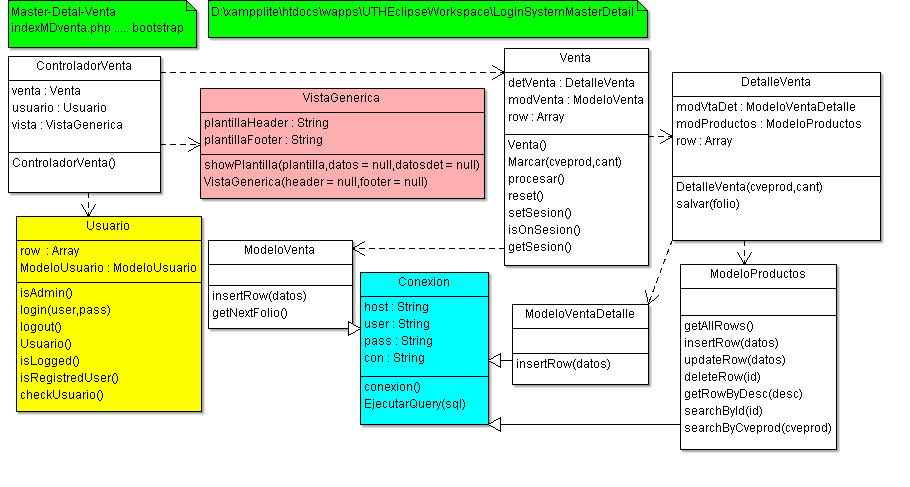 Master-Detal-Venta
indexMDventa.php ..... bootstrap
D:\xampplite\htdocs\wapps\UTHEclipseWorkspace\LoginSystemMasterDetail
ControladorVenta
venta : Venta
usuario : Usuario
vista : VistaGenerica
ControladorVenta()
VistaGenerica
plantillaHeader : String
plantillaFooter : String
showPlantilla(plantilla,datos = null,datosdet = null)
VistaGenerica(header = null,footer = null)
Venta
detVenta : DetalleVenta
modVenta : ModeloVenta
row : Array
Venta()
Marcar(cveprod,cant)
procesar()
reset()
setSesion()
isOnSesion()
getSesion()
DetalleVenta
modVtaDet : ModeloVentaDetalle
modProductos : ModeloProductos
row : Array
DetalleVenta(cveprod,cant)
salvar(folio)
Usuario
row : Array
ModeloUsuario : ModeloUsuario
isAdmin()
login(user,pass)
logout()
Usuario()
isLogged()
isRegistredUser()
checkUsuario()
ModeloVenta
insertRow(datos)
getNextFolio()
Conexion
host : String
user : String
pass : String
con : String
conexion()
EjecutarQuery(sql)
ModeloVentaDetalle
insertRow(datos)
ModeloProductos
getAllRows()
insertRow(datos)
updateRow(datos)
deleteRow(id)
getRowByDesc(desc)
searchById(id)
searchByCveprod(cveprod)